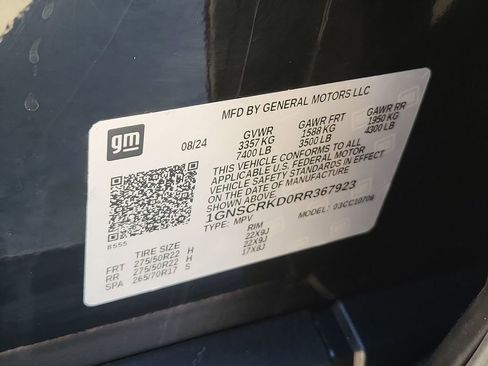 MFD BY GENERAL MOTORS LLC
gm
08/24
GVWR GAWR FRT GAWR RR
3357 KG 1588 KG 1950 KG
7400 LB 3500 LB 4300 LB
THIS VEHICLE CONFORMS TO ALL
APPLICABLE U.S. FEDERAL MOTOR
VEHICLE SAFETY STANDARDS IN EFFECT
ON THE DATE OF MANUFACTURE
SHOWN ABOVE.
1GNSCRKD0RR367923
TYPE: MPV MODEL: 03CC10706
8555
TIRE SIZE RIM
FRT 275/50R22 H 22X9J
RR 275/50R22 H 22X9J
SPA 265/70R17 S 17X8J